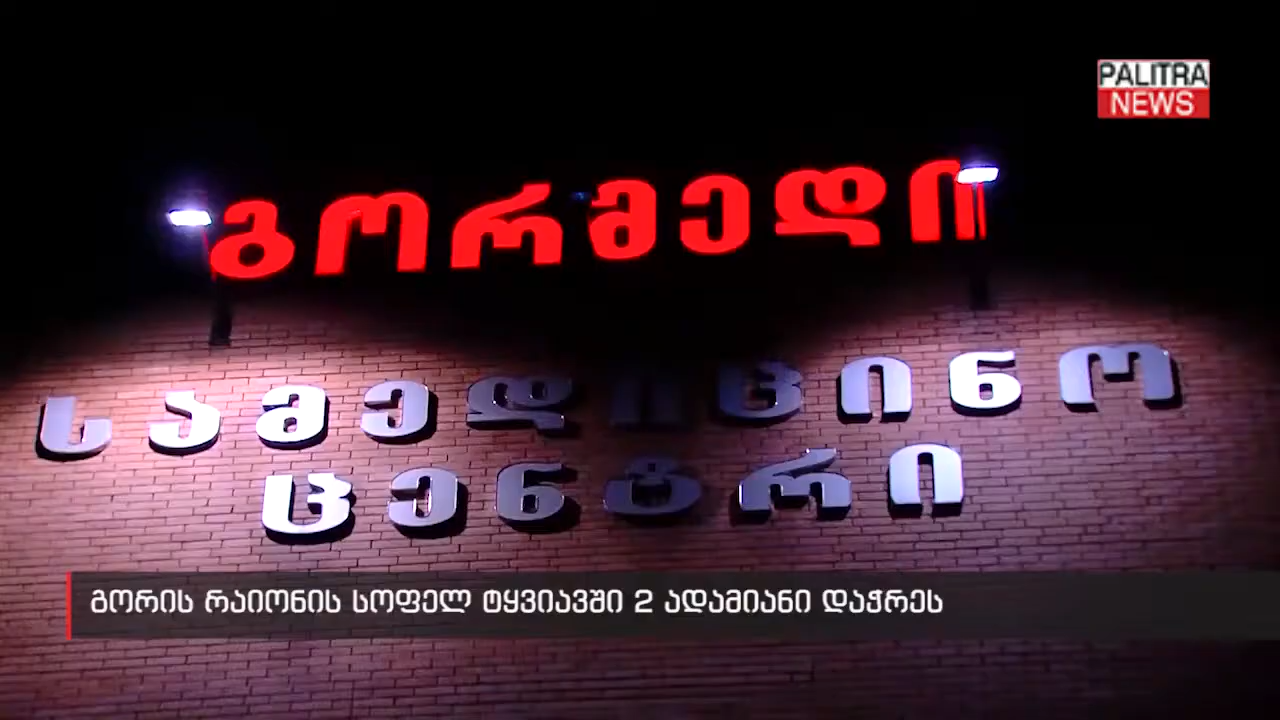 PALITRA
NEWS
გორმედი
სამედიცინო
ცენტრი
გორის რაიონის სოფელ ტყვიავში 2 ადამიანი დაჭრეს